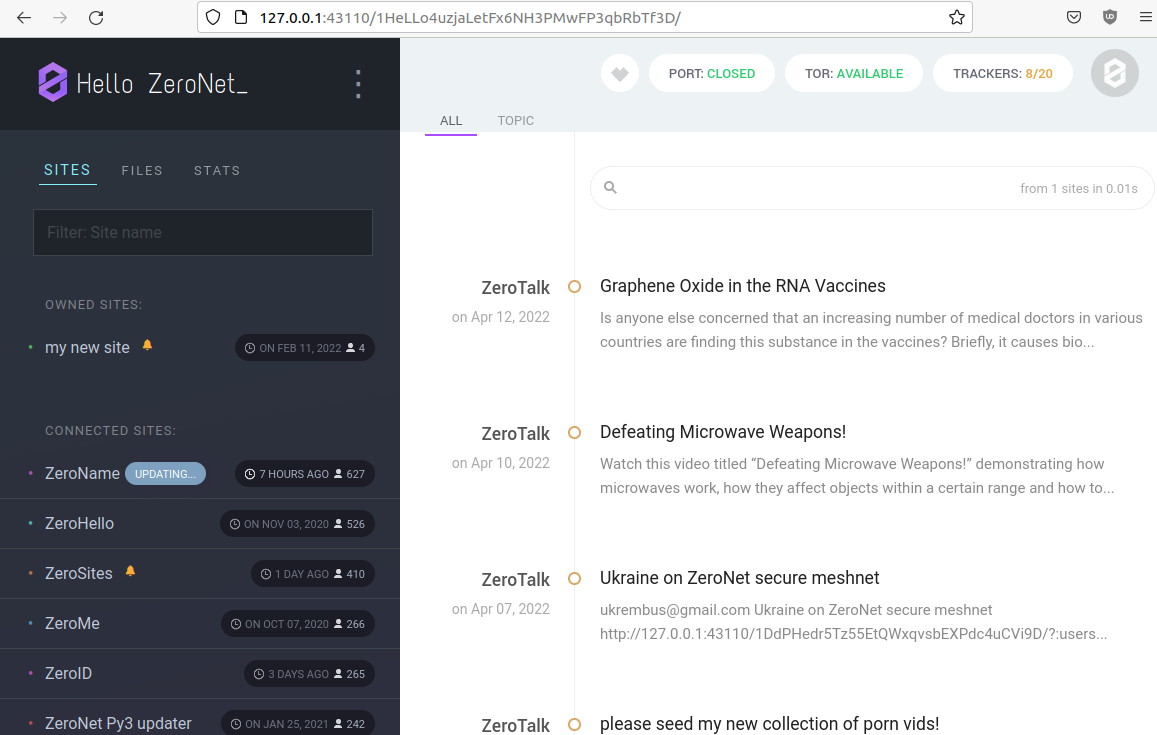 127.0.0.1:43110/1HeLLo4uzjaLetFx6NH3PMwFP3qbRbTf3D/
Hello ZeroNet_
PORT: CLOSED
TOR: AVAILABLE
TRACKERS: 8/20
ALL
TOPIC
SITES
FILES
STATS
Filter: Site name
OWNED SITES:
my new site
ON FEB 11, 2022 4
CONNECTED SITES:
ZeroName UPDATING...
7 HOURS AGO 627
ZeroHello
ON NOV 03, 2020 526
ZeroSites
1 DAY AGO 410
ZeroMe
ON OCT 07, 2020 266
ZeroID
3 DAYS AGO 265
ZeroNet Py3 updater
ON JAN 25, 2021 242
from 1 sites in 0.01s
ZeroTalk
on Apr 12, 2022
Graphene Oxide in the RNA Vaccines
Is anyone else concerned that an increasing number of medical doctors in various
countries are finding this substance in the vaccines? Briefly, it causes bio...
ZeroTalk
on Apr 10, 2022
Defeating Microwave Weapons!
Watch this video titled “Defeating Microwave Weapons!” demonstrating how
microwaves work, how they affect objects within a certain range and how to...
ZeroTalk
on Apr 07, 2022
Ukraine on ZeroNet secure meshnet
ukrembus@gmail.com Ukraine on ZeroNet secure meshnet
http://127.0.0.1:43110/1DdPHedr5Tz55EtQWxqvsbEXPdc4uCVi9D/?:users...
ZeroTalk
please seed my new collection of porn vids!